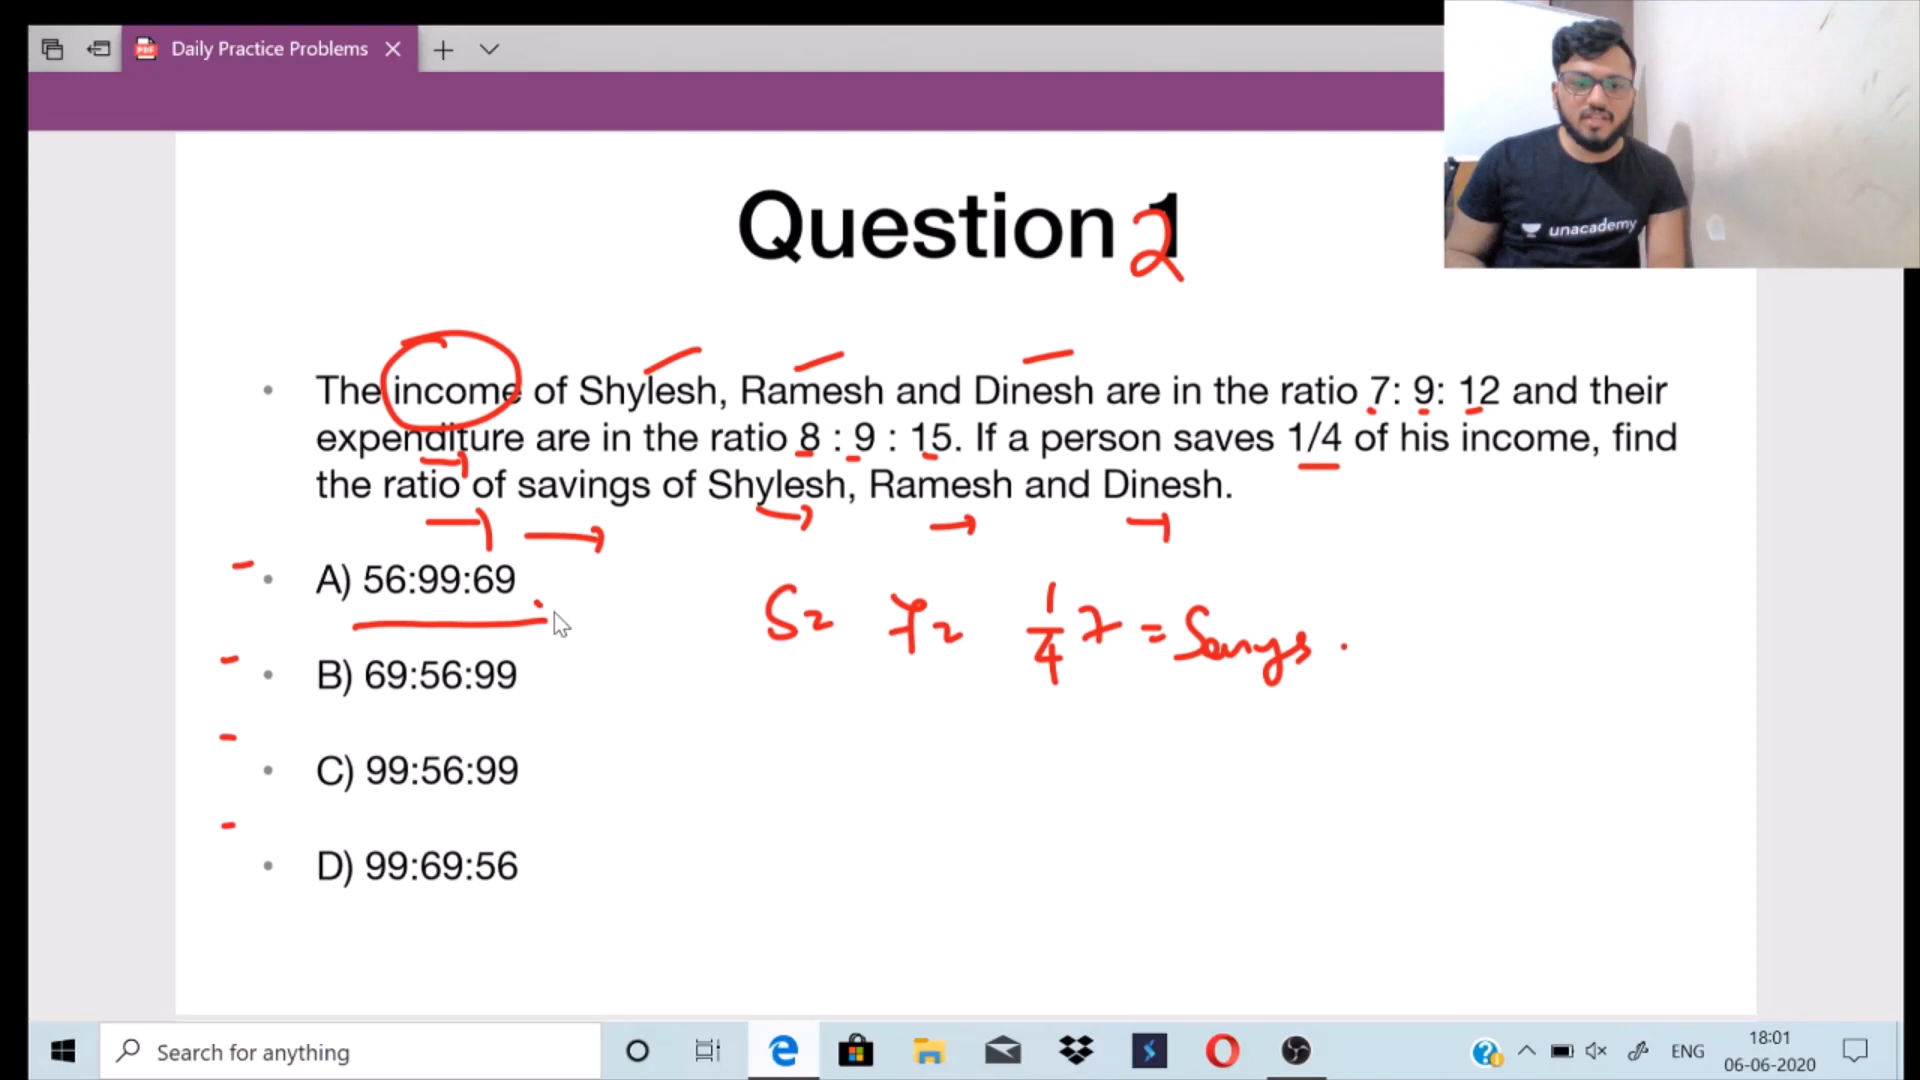 Daily Practice Problems
unacademy
Question 1
2
The income of Shylesh, Ramesh and Dinesh are in the ratio 7: 9: 12 and their
expenditure are in the ratio 8 : 9 : 15. If a person saves 1/4 of his income, find
the ratio of savings of Shylesh, Ramesh and Dinesh.
A) 56:99:69
B) 69:56:99
C) 99:56:99
D) 99:69:56
1/4 7 =
Search for anything
ENG
18:01
06-06-2020